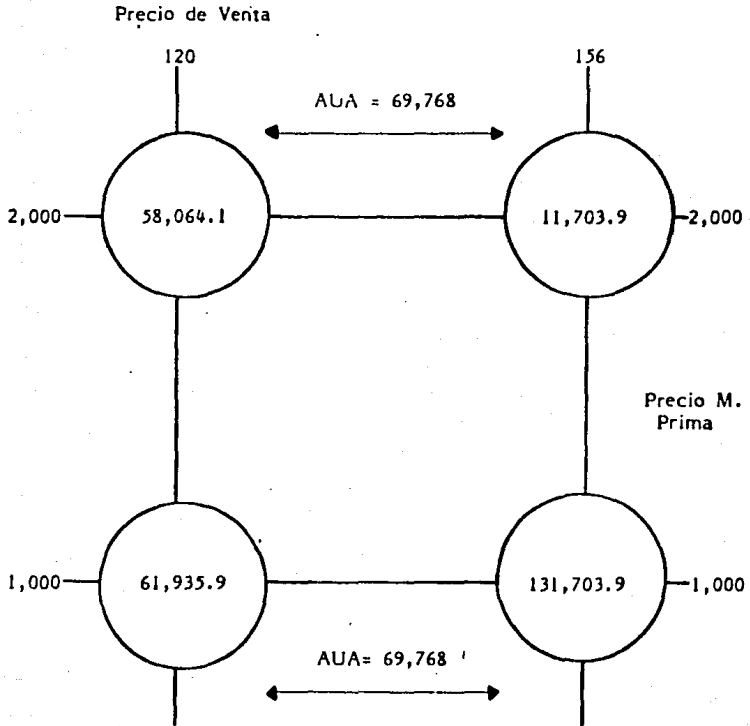 Precio de Venta
120 156
AUA = 69,768
2,000 58,064.1 11,703.9 2,000
Precio M.
Prima
1,000 61,935.9 131,703.9 1,000
AUA= 69,768